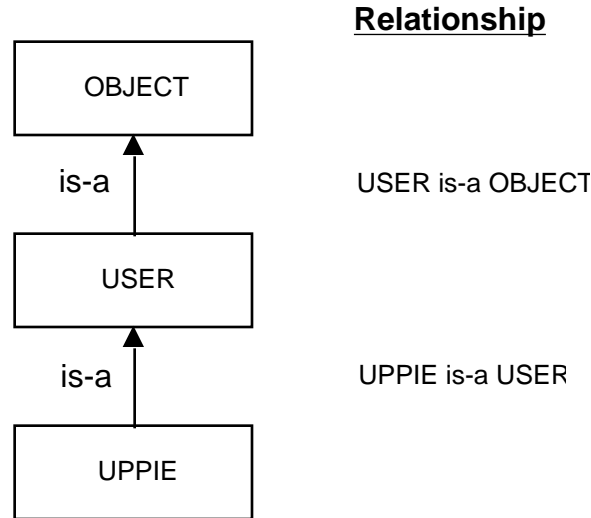 Relationship
OBJECT
is-a
USER is-a OBJECT
USER
is-a
UPPIE is-a USER
UPPIE